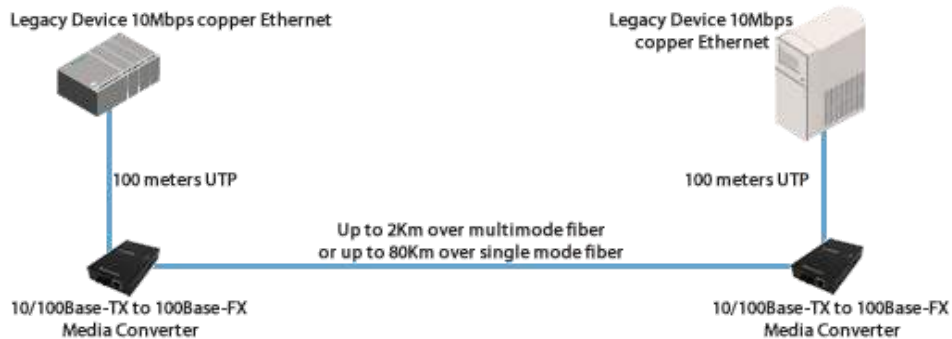 Legacy Device 10Mbps copper Ethernet
Legacy Device 10Mbps
copper Ethernet
100 meters UTP
100 meters UTP
Up to 2Km over multimode fiber
or up to 80Km over single mode fiber
10/100Base-TX to 100Base-FX
Media Converter
10/100Base-TX to 100Base-FX
Media Converter